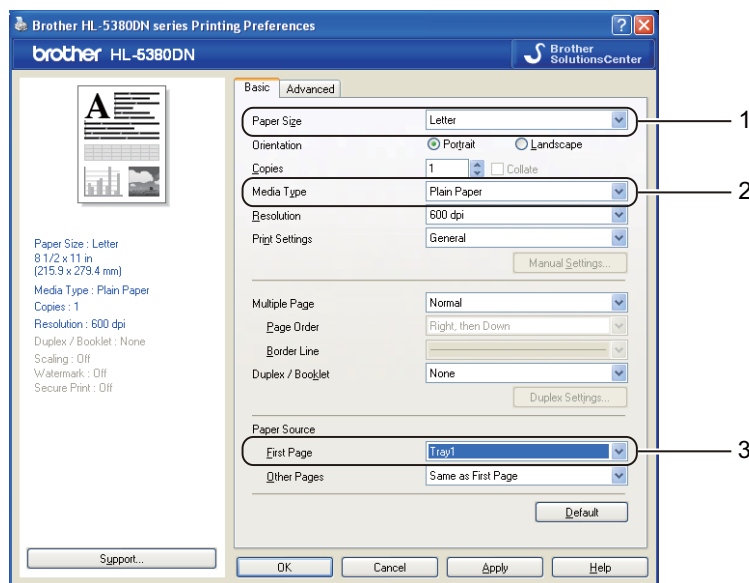 Brother HL-5380DN series Printing Preferences
brother HL-5380DN
Brother
SolutionsCenter
A
Paper Size : Letter
8 1/2 x 11 in
(215.9 x 279.4 mm)
Media Type : Plain Paper
Copies : 1
Resolution : 600 dpi
Duplex / Booklet : None
Scaling : Off
Watermark : Off
Secure Print : Off
Support...
Basic Advanced
Paper Size Letter 1
Orientation Portrait Landscape
Copies 1 Collate
Media Type Plain Paper 2
Resolution 600 dpi
Print Settings General
Manual Settings...
Multiple Page Normal
Page Order Right, then Down
Border Line
Duplex / Booklet None
Duplex Settings...
Paper Source
First Page Tray1 3
Other Pages Same as First Page
Default
OK Cancel Apply Help